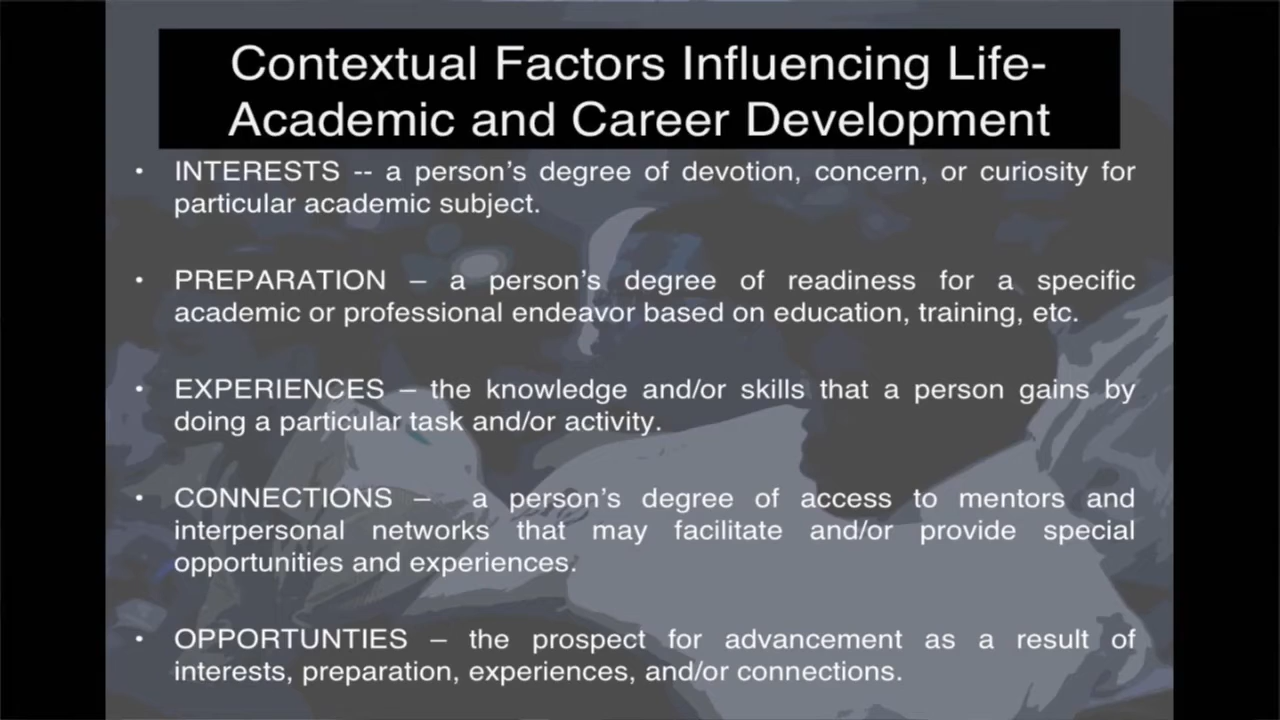 Contextual Factors Influencing Life-
Academic and Career Development
• INTERESTS -- a person’s degree of devotion, concern, or curiosity for
particular academic subject.
• PREPARATION – a person’s degree of readiness for a specific
academic or professional endeavor based on education, training, etc.
• EXPERIENCES – the knowledge and/or skills that a person gains by
doing a particular task and/or activity.
• CONNECTIONS – a person’s degree of access to mentors and
interpersonal networks that may facilitate and/or provide special
opportunities and experiences.
• OPPORTUNTIES – the prospect for advancement as a result of
interests, preparation, experiences, and/or connections.